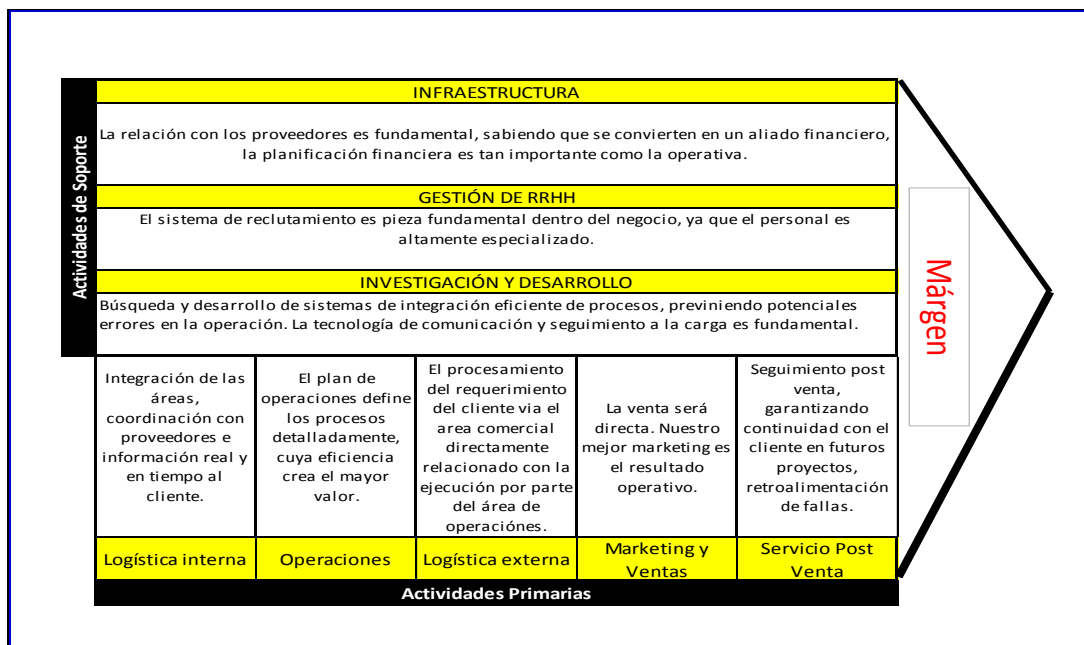 Actividades de Soporte
INFRAESTRUCTURA
La relación con los proveedores es fundamental, sabiendo que se convierten en un aliado financiero,
la planificación financiera es tan importante como la operativa.
GESTIÓN DE RRHH
El sistema de reclutamiento es pieza fundamental dentro del negocio, ya que el personal es
altamente especializado.
INVESTIGACIÓN Y DESARROLLO
Búsqueda y desarrollo de sistemas de integración eficiente de procesos, previniendo potenciales
errores en la operación. La tecnología de comunicación y seguimiento a la carga es fundamental.
Integración de las
áreas,
coordinación con
proveedores e
información real y
en tiempo al
cliente.
El plan de
operaciones define
los procesos
detalladamente,
cuya eficiencia
crea el mayor
valor.
El procesamiento
del requerimiento
del cliente via el
area comercial
directamente
relacionado con la
ejecución por parte
del área de
operaciónes.
La venta será
directa. Nuestro
mejor marketing es
el resultado
operativo.
Seguimiento post
venta,
garantizando
continuidad con el
cliente en futuros
proyectos,
retroalimentación
de fallas.
Logística interna
Operaciones
Logística externa
Marketing y
Ventas
Servicio Post
Venta
Actividades Primarias
Márgen